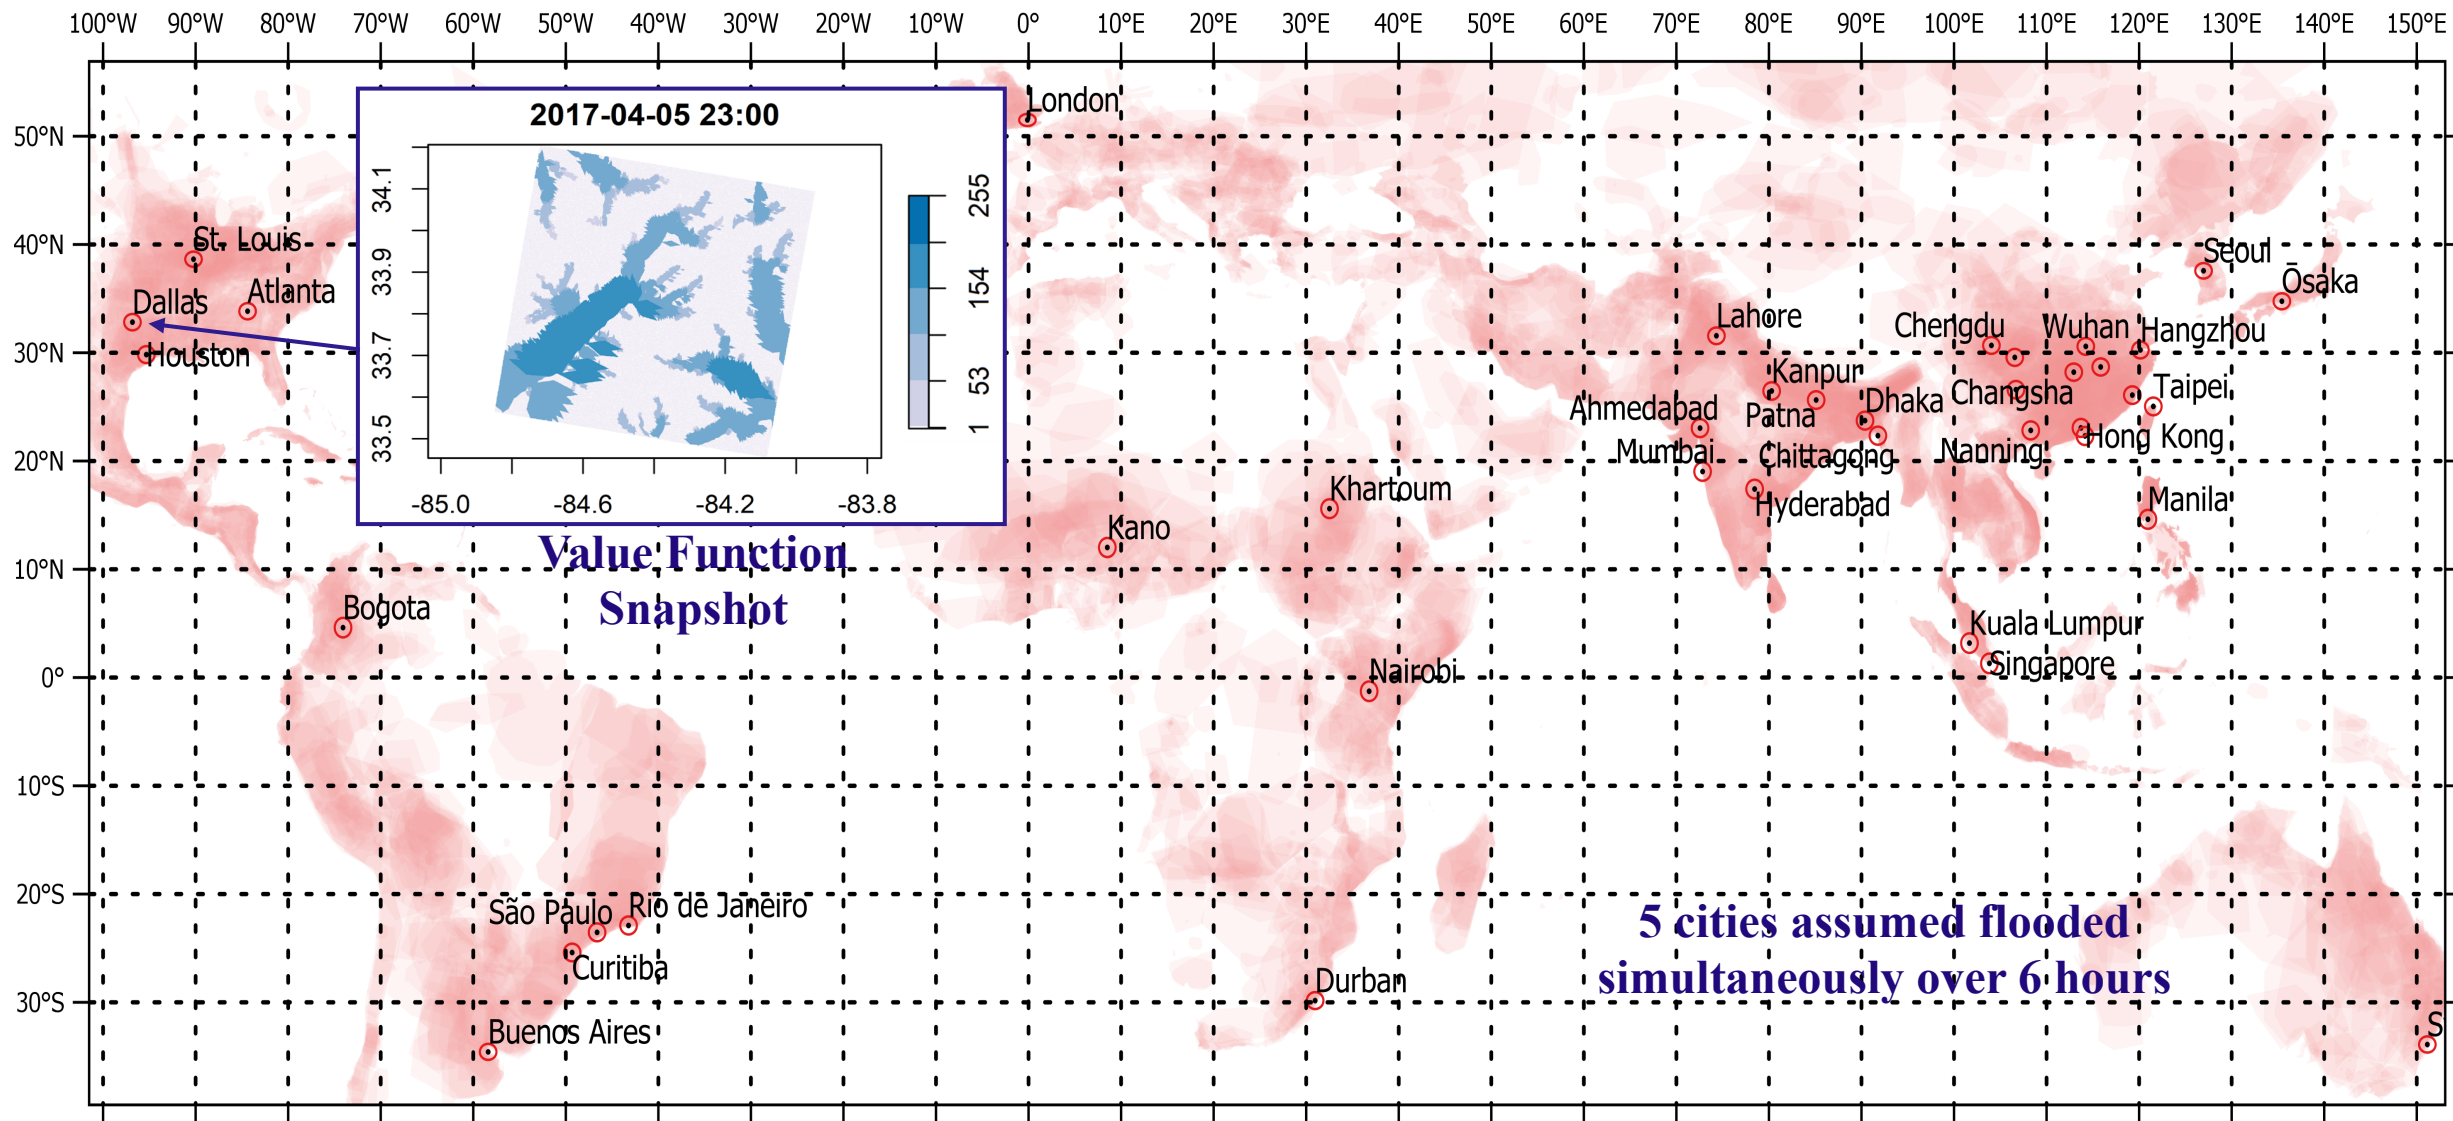 100°W 90°W 80°W 70°W 60°W 50°W 40°W 30°W 20°W 10°W 0° 10°E 20°E 30°E 40°E 50°E 60°E 70°E 80°E 90°E 100°E 110°E 120°E 130°E 140°E 150°E
50°N
40°N
30°N
20°N
10°N
0°
10°S
20°S
30°S
2017-04-05 23:00
34.1
33.9
33.7
33.5
-85.0 -84.6 -84.2 -83.8
255
154
53
1
Value Function
Snapshot
London
St. Louis
Atlanta
Dallas
Houston
Seoul
Ōsaka
Lahore
Chengdu
Wuhan
Hangzhou
Kanpur
Ahmedabad
Patna
Dhaka
Changsha
Taipei
Mumbai
Chittagong
Nanning
Hong Kong
Khartoum
Hyderabad
Manila
Kano
Bogota
Kuala Lumpur
Singapore
Nairobi
São Paulo
Rio de Janeiro
Curitiba
Durban
Buenos Aires
S
5 cities assumed flooded
simultaneously over 6 hours